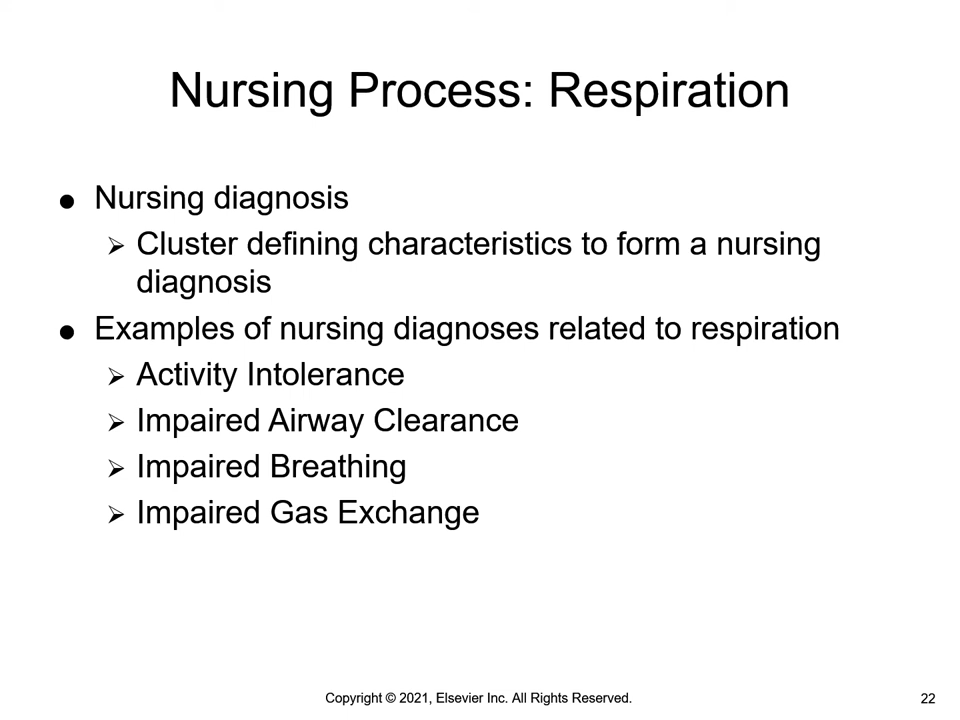 Nursing Process: Respiration
● Nursing diagnosis
➢ Cluster defining characteristics to form a nursing
diagnosis
● Examples of nursing diagnoses related to respiration
➢ Activity Intolerance
➢ Impaired Airway Clearance
➢ Impaired Breathing
➢ Impaired Gas Exchange
Copyright © 2021, Elsevier Inc. All Rights Reserved.
22